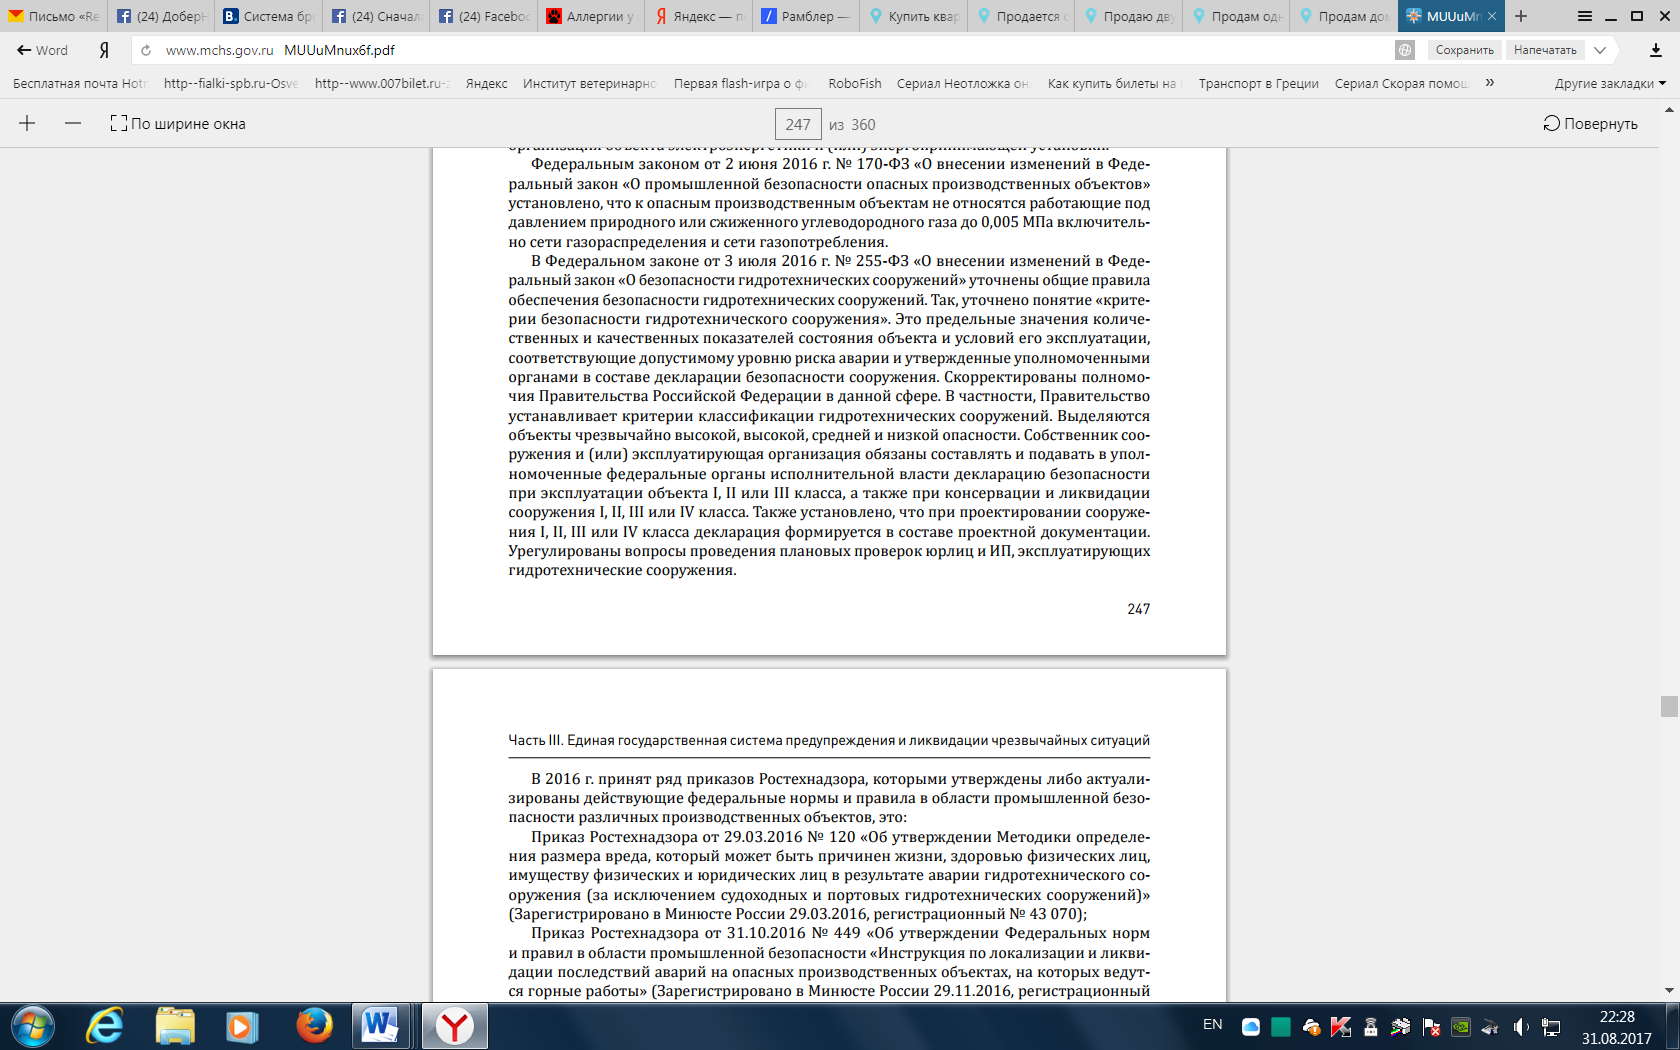 Письмо «Re
(24) ДоберН
Система бро
(24) Сначал
(24) Faceboo
Аллергии у
Яндекс — п
Рамблер —
Купить квар
Продается
Продаю дву
Продам одн
Продам дом
MUUuMn
Word
www.mchs.gov.ru MUUuMnux6f.pdf
Сохранить
Напечатать
Бесплатная почта Hotr
http--fialki-spb.ru-Osve
http--www.007bilet.ru-
Яндекс
Институт ветеринарно
Первая flash-игра о фи
RoboFish
Сериал Неотложка он
Как купить билеты на
Транспорт в Греции
Сериал Скорая помощ
»
Другие закладки
По ширине окна
247 из 360
Повернуть
организация объекта электроэнергетики и (или) энергопринимающей установки.
Федеральным законом от 2 июня 2016 г. № 170-ФЗ «О внесении изменений в Феде-
ральный закон «О промышленной безопасности опасных производственных объектов»
установлено, что к опасным производственным объектам не относятся работающие под
давлением природного или сжиженного углеводородного газа до 0,005 МПа включитель-
но сети газораспределения и сети газопотребления.
В Федеральном законе от 3 июля 2016 г. № 255-ФЗ «О внесении изменений в Феде-
ральный закон «О безопасности гидротехнических сооружений» уточнены общие правила
обеспечения безопасности гидротехнических сооружений. Так, уточнено понятие «крите-
рии безопасности гидротехнического сооружения». Это предельные значения количе-
ственных и качественных показателей состояния объекта и условий его эксплуатации,
соответствующие допустимому уровню риска аварии и утвержденные уполномоченными
органами в составе декларации безопасности сооружения. Скорректированы полномо-
чия Правительства Российской Федерации в данной сфере. В частности, Правительство
устанавливает критерии классификации гидротехнических сооружений. Выделяются
объекты чрезвычайно высокой, высокой, средней и низкой опасности. Собственник соо-
ружения и (или) эксплуатирующая организация обязаны составлять и подавать в упол-
номоченные федеральные органы исполнительной власти декларацию безопасности
при эксплуатации объекта I, II или III класса, а также при консервации и ликвидации
сооружения I, II, III или IV класса. Также установлено, что при проектировании сооруже-
ния I, II, III или IV класса декларация формируется в составе проектной документации.
Урегулированы вопросы проведения плановых проверок юрлиц и ИП, эксплуатирующих
гидротехнические сооружения.
247
Часть III. Единая государственная система предупреждения и ликвидации чрезвычайных ситуаций
В 2016 г. принят ряд приказов Ростехнадзора, которыми утверждены либо актуали-
зированы действующие федеральные нормы и правила в области промышленной безо-
пасности различных производственных объектов, это:
Приказ Ростехнадзора от 29.03.2016 № 120 «Об утверждении Методики определе-
ния размера вреда, который может быть причинен жизни, здоровью физических лиц,
имуществу физических и юридических лиц в результате аварии гидротехнического со-
оружения (за исключением судоходных и портовых гидротехнических сооружений)»
(Зарегистрировано в Минюсте России 29.03.2016, регистрационный № 43 070);
Приказ Ростехнадзора от 31.10.2016 № 449 «Об утверждении Федеральных норм
и правил в области промышленной безопасности «Инструкция по локализации и ликви-
дации последствий аварий на опасных производственных объектах, на которых ведут-
ся горные работы» (Зарегистрировано в Минюсте России 29.11.2016, регистрационный
EN
22:28
31.08.2017